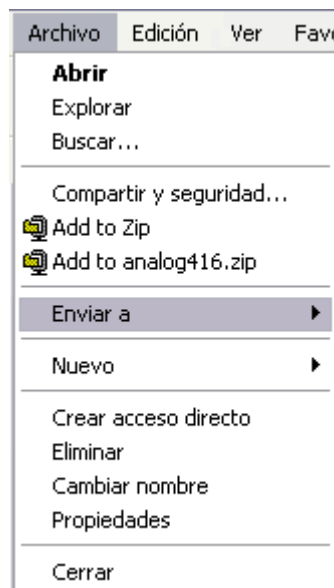 Archivo Edición Ver Favo
Abrir
Explorar
Buscar...
Compartir y seguridad...
Add to Zip
Add to analog416.zip
Enviar a
Nuevo
Crear acceso directo
Eliminar
Cambiar nombre
Propiedades
Cerrar